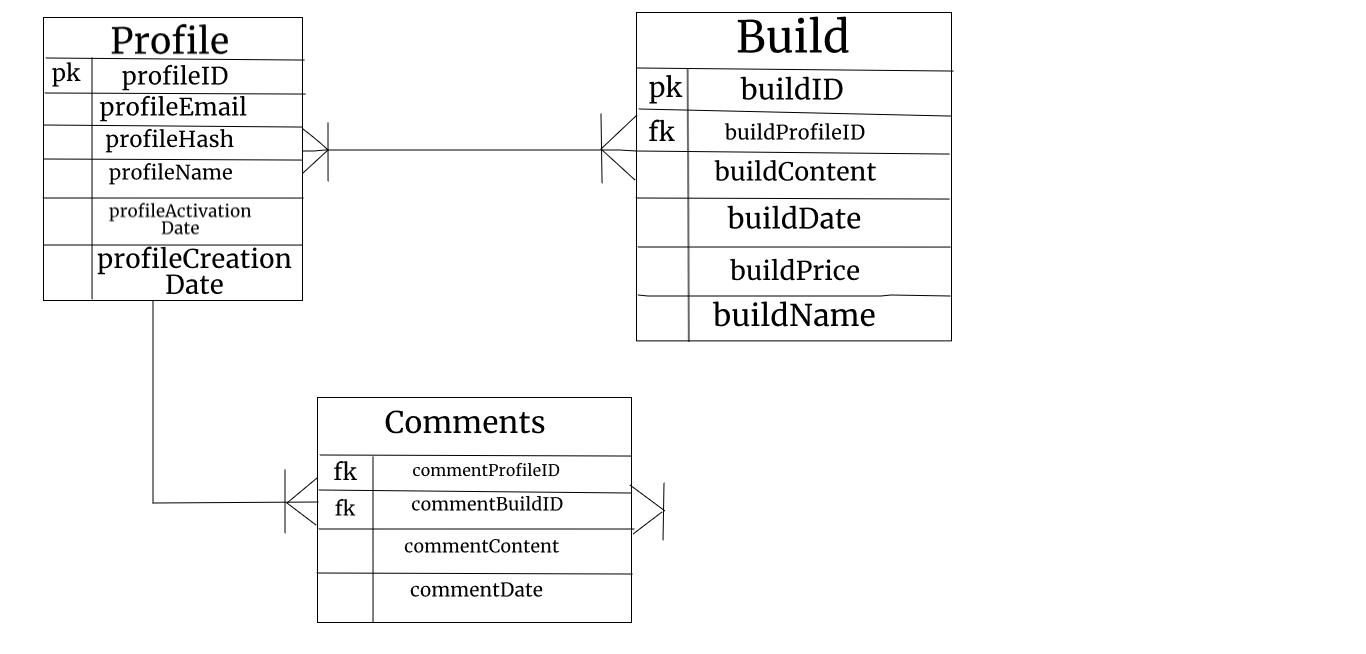 Profile
pk profileID
profileEmail
profileHash
profileName
profileActivation
Date
profileCreation
Date
Build
pk buildID
fk buildProfileID
buildContent
buildDate
buildPrice
buildName
Comments
fk commentProfileID
fk commentBuildID
commentContent
commentDate